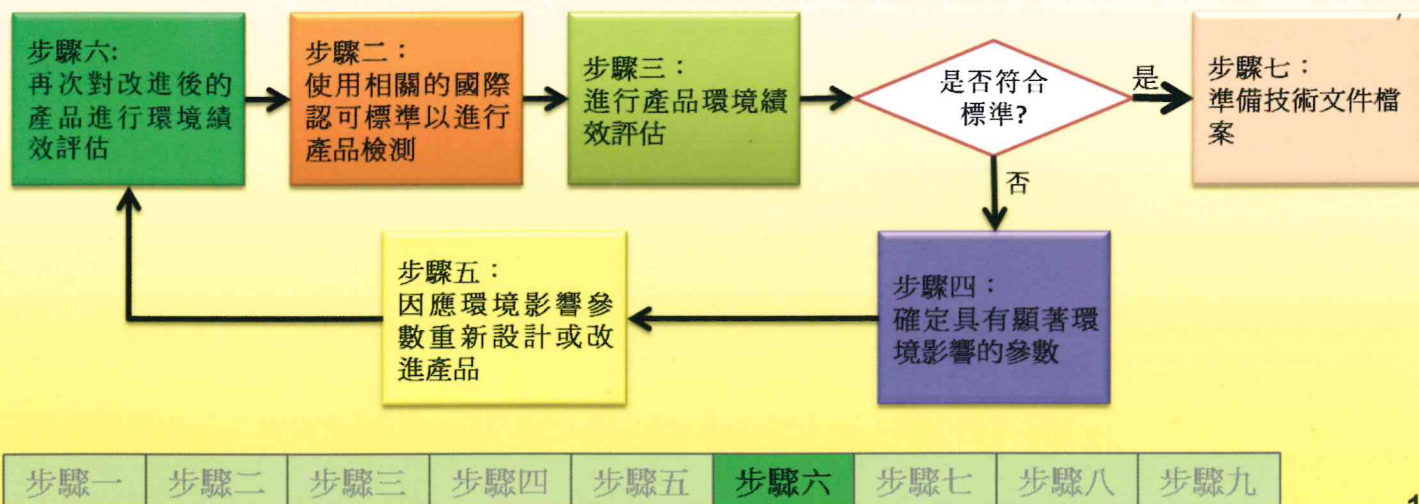 步驟六:
再次對改進後的
產品進行環境績
效評估
步驟二：
使用相關的國際
認可標準以進行
產品檢測
步驟三：
進行產品環境績
效評估
是否符合
標準?
是
步驟七：
準備技術文件檔
案
否
步驟四：
確定具有顯著環
境影響的參數
步驟五：
因應環境影響參
數重新設計或改
進產品
步驟一 步驟二 步驟三 步驟四 步驟五 步驟六 步驟七 步驟八 步驟九